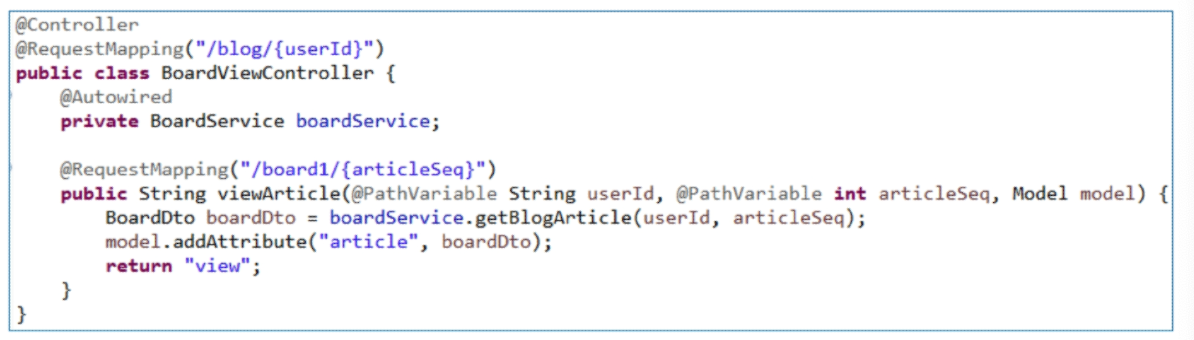 @Controller
@RequestMapping("/blog/{userId}")
public class BoardViewController {
@Autowired
private BoardService boardService;
@RequestMapping("/board1/{articleSeq}")
public String viewArticle(@PathVariable String userId, @PathVariable int articleSeq, Model model) {
BoardDto boardDto = boardService.getBlogArticle(userId, articleSeq);
model.addAttribute("article", boardDto);
return "view";
}
}